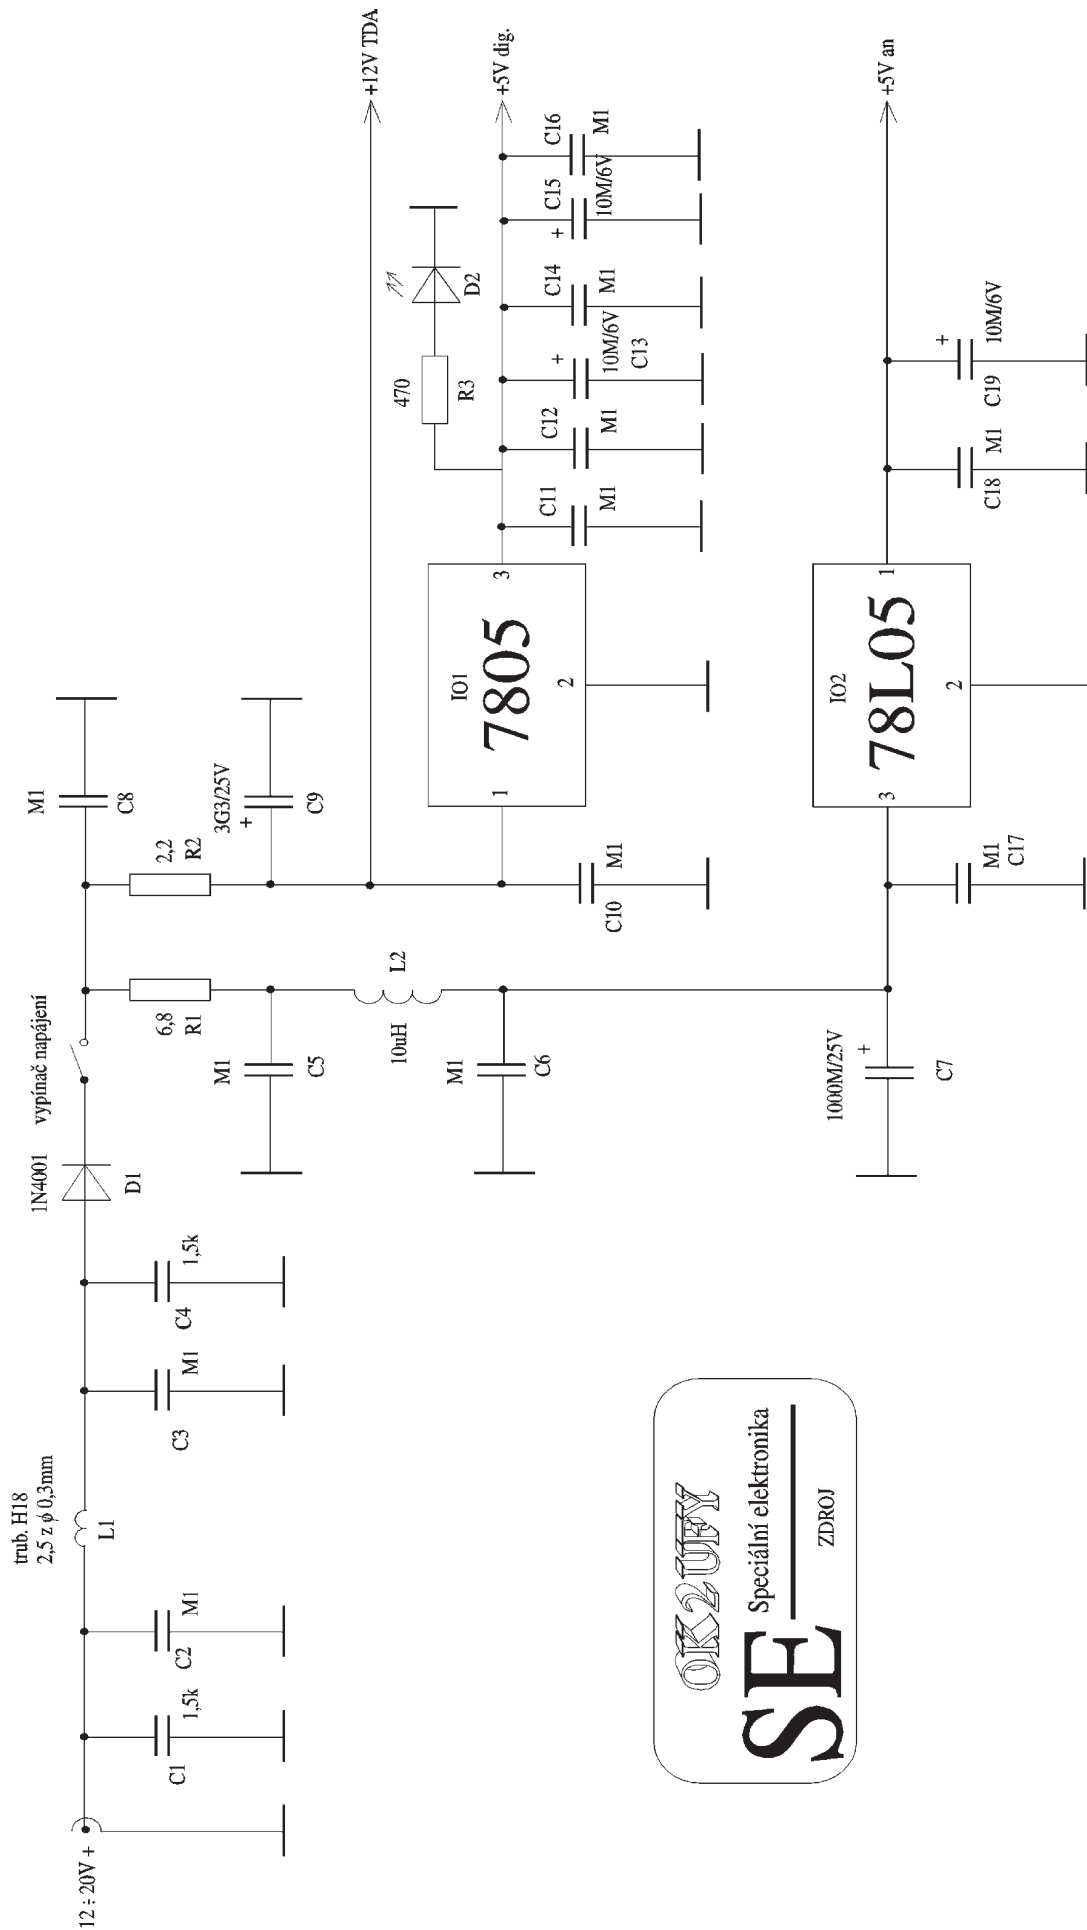 12 ÷ 20V +
C1
1,5k
C2
M1
trub. H18
2,5 z ϕ 0,3mm
L1
C3
M1
C4
1,5k
1N4001
D1
vypínač napájení
6,8
R1
2,2
R2
M1
C8
3G3/25V
+
C9
M1
C5
L2
10uH
M1
C6
1000M/25V
+
C7
+12V TDA
C10
M1
IO1
7805
1
2
3
470
R3
D2
C11
M1
C12
M1
+
10M/6V
C13
C14
M1
C15
+
10M/6V
C16
M1
+5V dig.
M1
C17
IO2
78L05
3
2
1
M1
C18
+
10M/6V
C19
+5V an
OK2UFY
SE
Speciální elektronika
ZDROJ